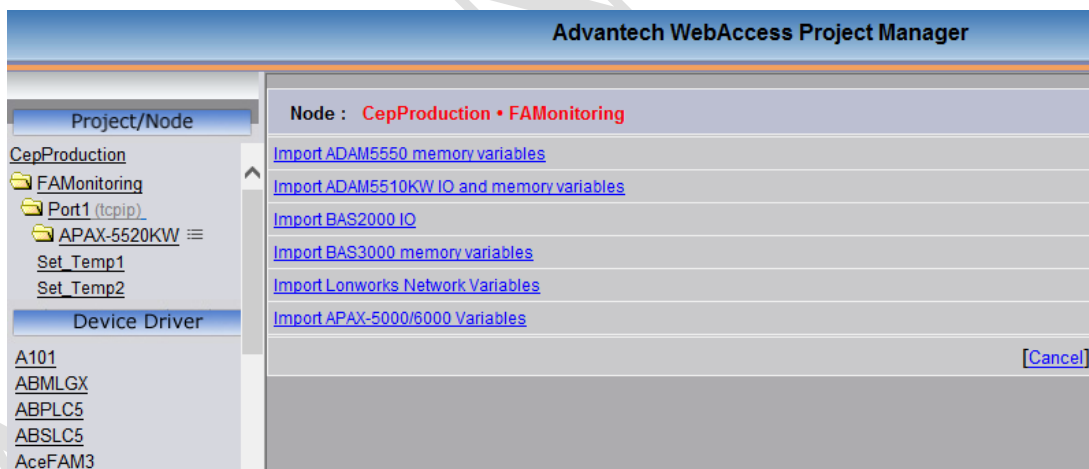 Advantech WebAccess Project Manager
Project/Node
CepProduction
FAMonitoring
Port1 (tcpip)
APAX-5520KW
Set_Temp1
Set_Temp2
Device Driver
A101
ABMLGX
ABPLC5
ABSLC5
AceFAM3
Node : CepProduction • FAMonitoring
Import ADAM5550 memory variables
Import ADAM5510KW IO and memory variables
Import BAS2000 IO
Import BAS3000 memory variables
Import Lonworks Network Variables
Import APAX-5000/6000 Variables
[Cancel]